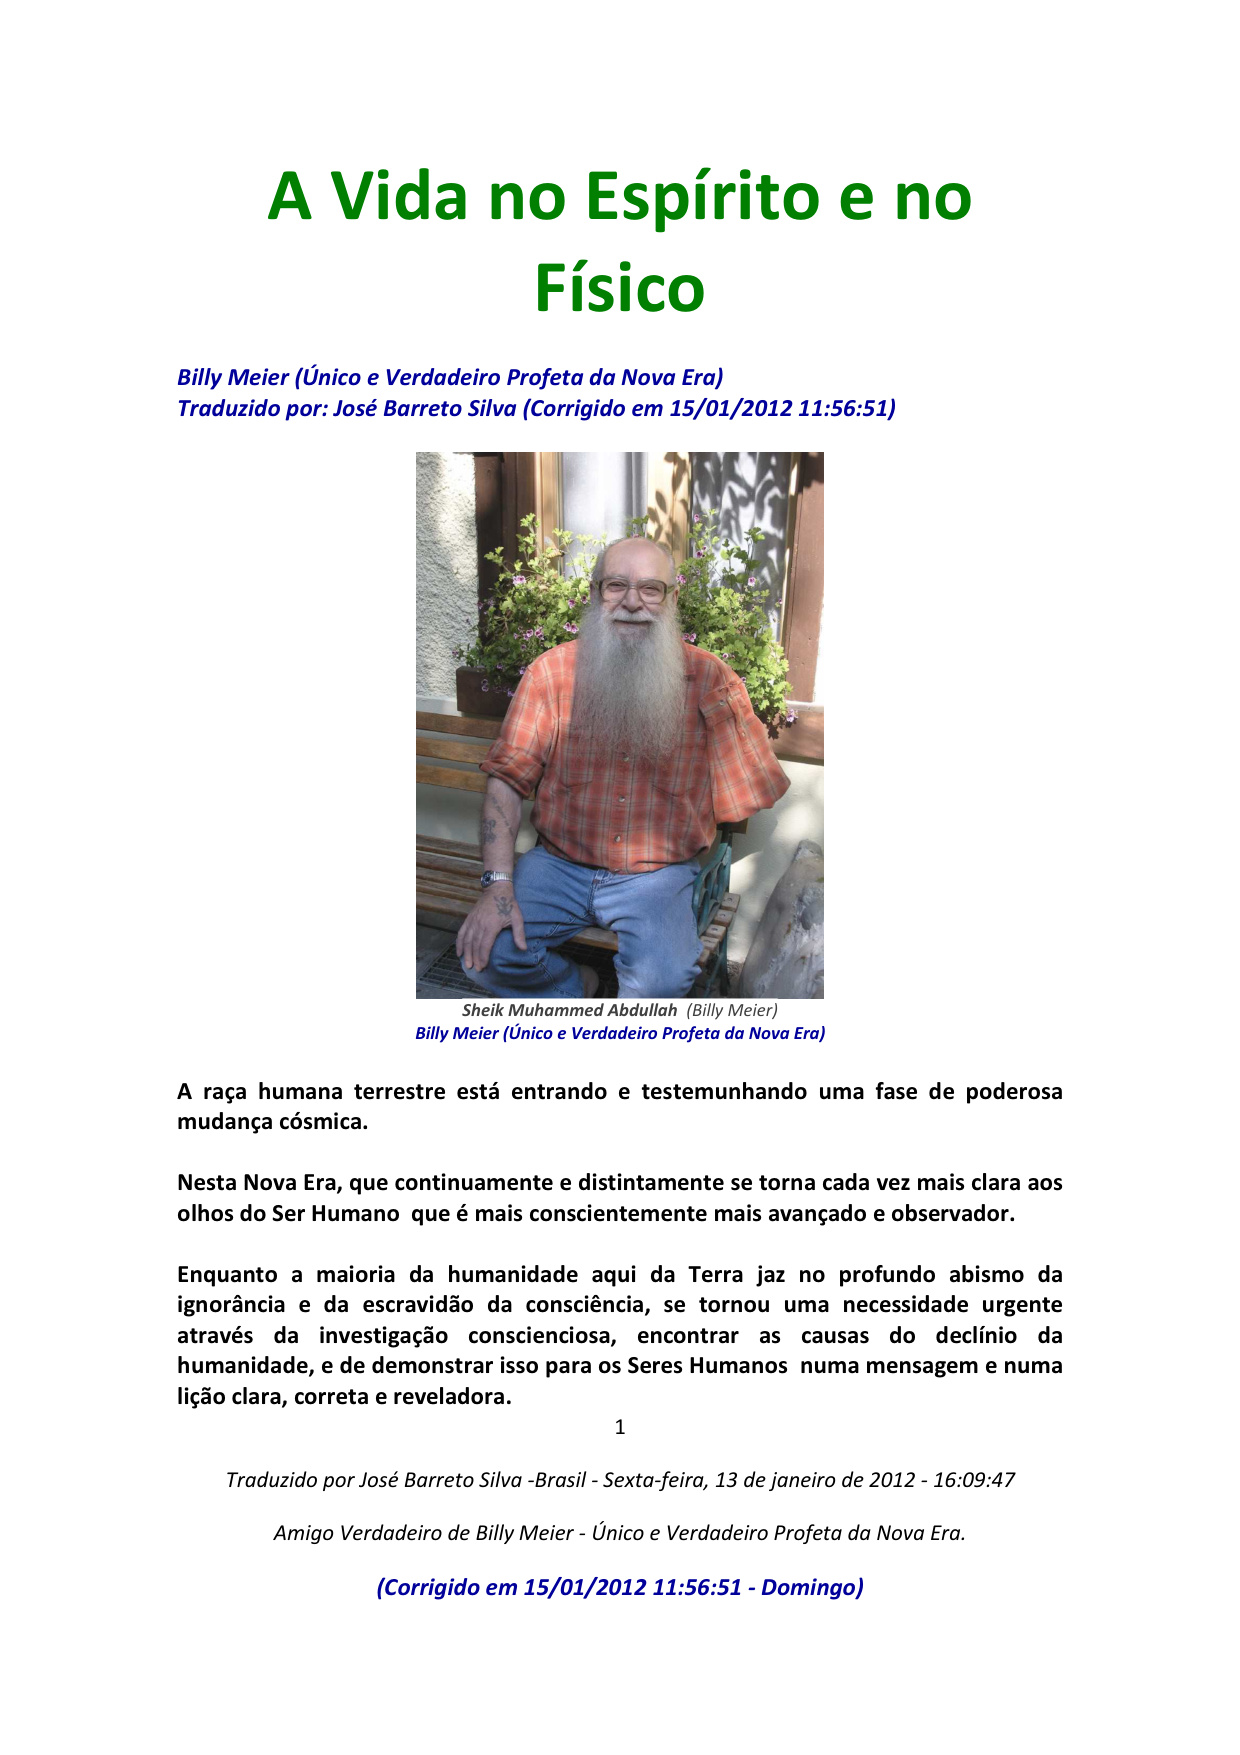 A Vida no Espírito e no
Físico
Billy Meier (Único e Verdadeiro Profeta da Nova Era)
Traduzido por: José Barreto Silva (Corrigido em 15/01/2012 11:56:51)
Sheik Muhammed Abdullah (Billy Meier)
Billy Meier (Único e Verdadeiro Profeta da Nova Era)
A raça humana terrestre está entrando e testemunhando uma fase de poderosa
mudança cósmica.
Nesta Nova Era, que continuamente e distintamente se torna cada vez mais clara aos
olhos do Ser Humano que é mais conscientemente mais avançado e observador.
Enquanto a maioria da humanidade aqui da Terra jaz no profundo abismo da
ignorância e da escravidão da consciência, se tornou uma necessidade urgente
através da investigação conscienciosa, encontrar as causas do declínio da
humanidade, e de demonstrar isso para os Seres Humanos numa mensagem e numa
lição clara, correta e reveladora.
1
Traduzido por José Barreto Silva -Brasil - Sexta-feira, 13 de janeiro de 2012 - 16:09:47
Amigo Verdadeiro de Billy Meier - Único e Verdadeiro Profeta da Nova Era.
(Corrigido em 15/01/2012 11:56:51 - Domingo)